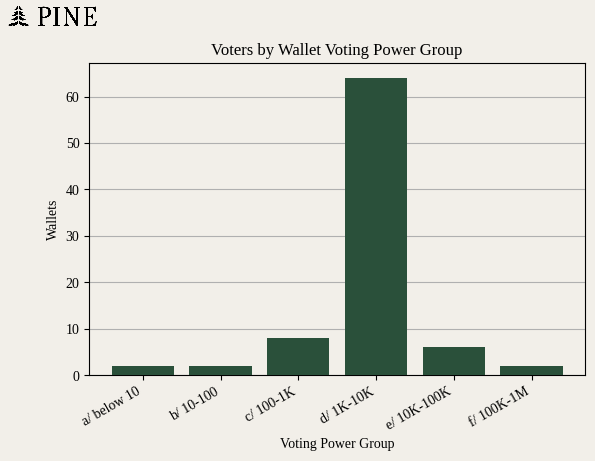 PINE
Voters by Wallet Voting Power Group
Wallets
60
50
40
30
20
10
0
a/ below 10
b/ 10-100
c/ 100-1K
d/ 1K-10K
e/ 10K-100K
f/ 100K-1M
Voting Power Group